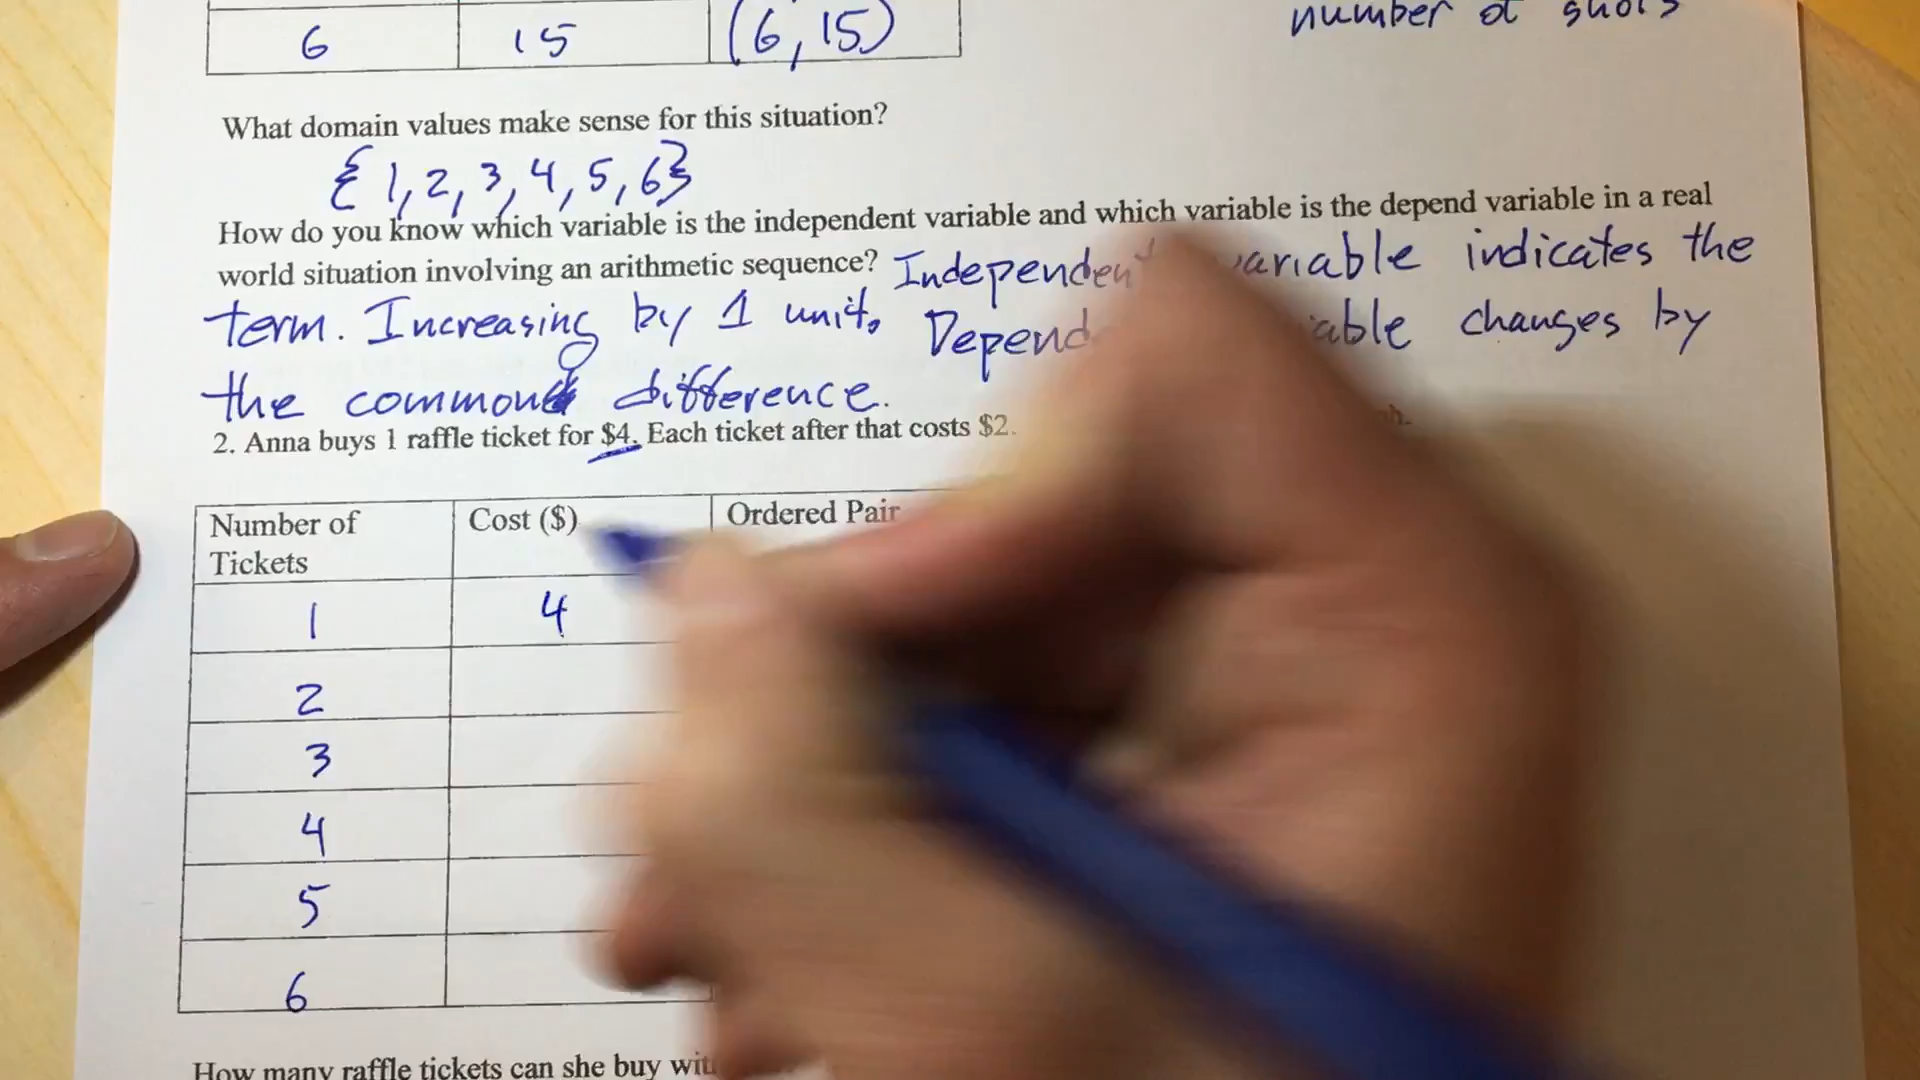 6 15 (6, 15)
number of shots
What domain values make sense for this situation?
{1, 2, 3, 4, 5, 6}
How do you know which variable is the independent variable and which variable is the depend variable in a real
world situation involving an arithmetic sequence? Independent variable indicates the
term. Increasing by 1 unit. Depend able changes by
the common difference.
2. Anna buys 1 raffle ticket for $4. Each ticket after that costs $2.
Number of Cost ($) Ordered Pair
Tickets
1 4
2
3
4
5
6
How many raffle tickets can she buy